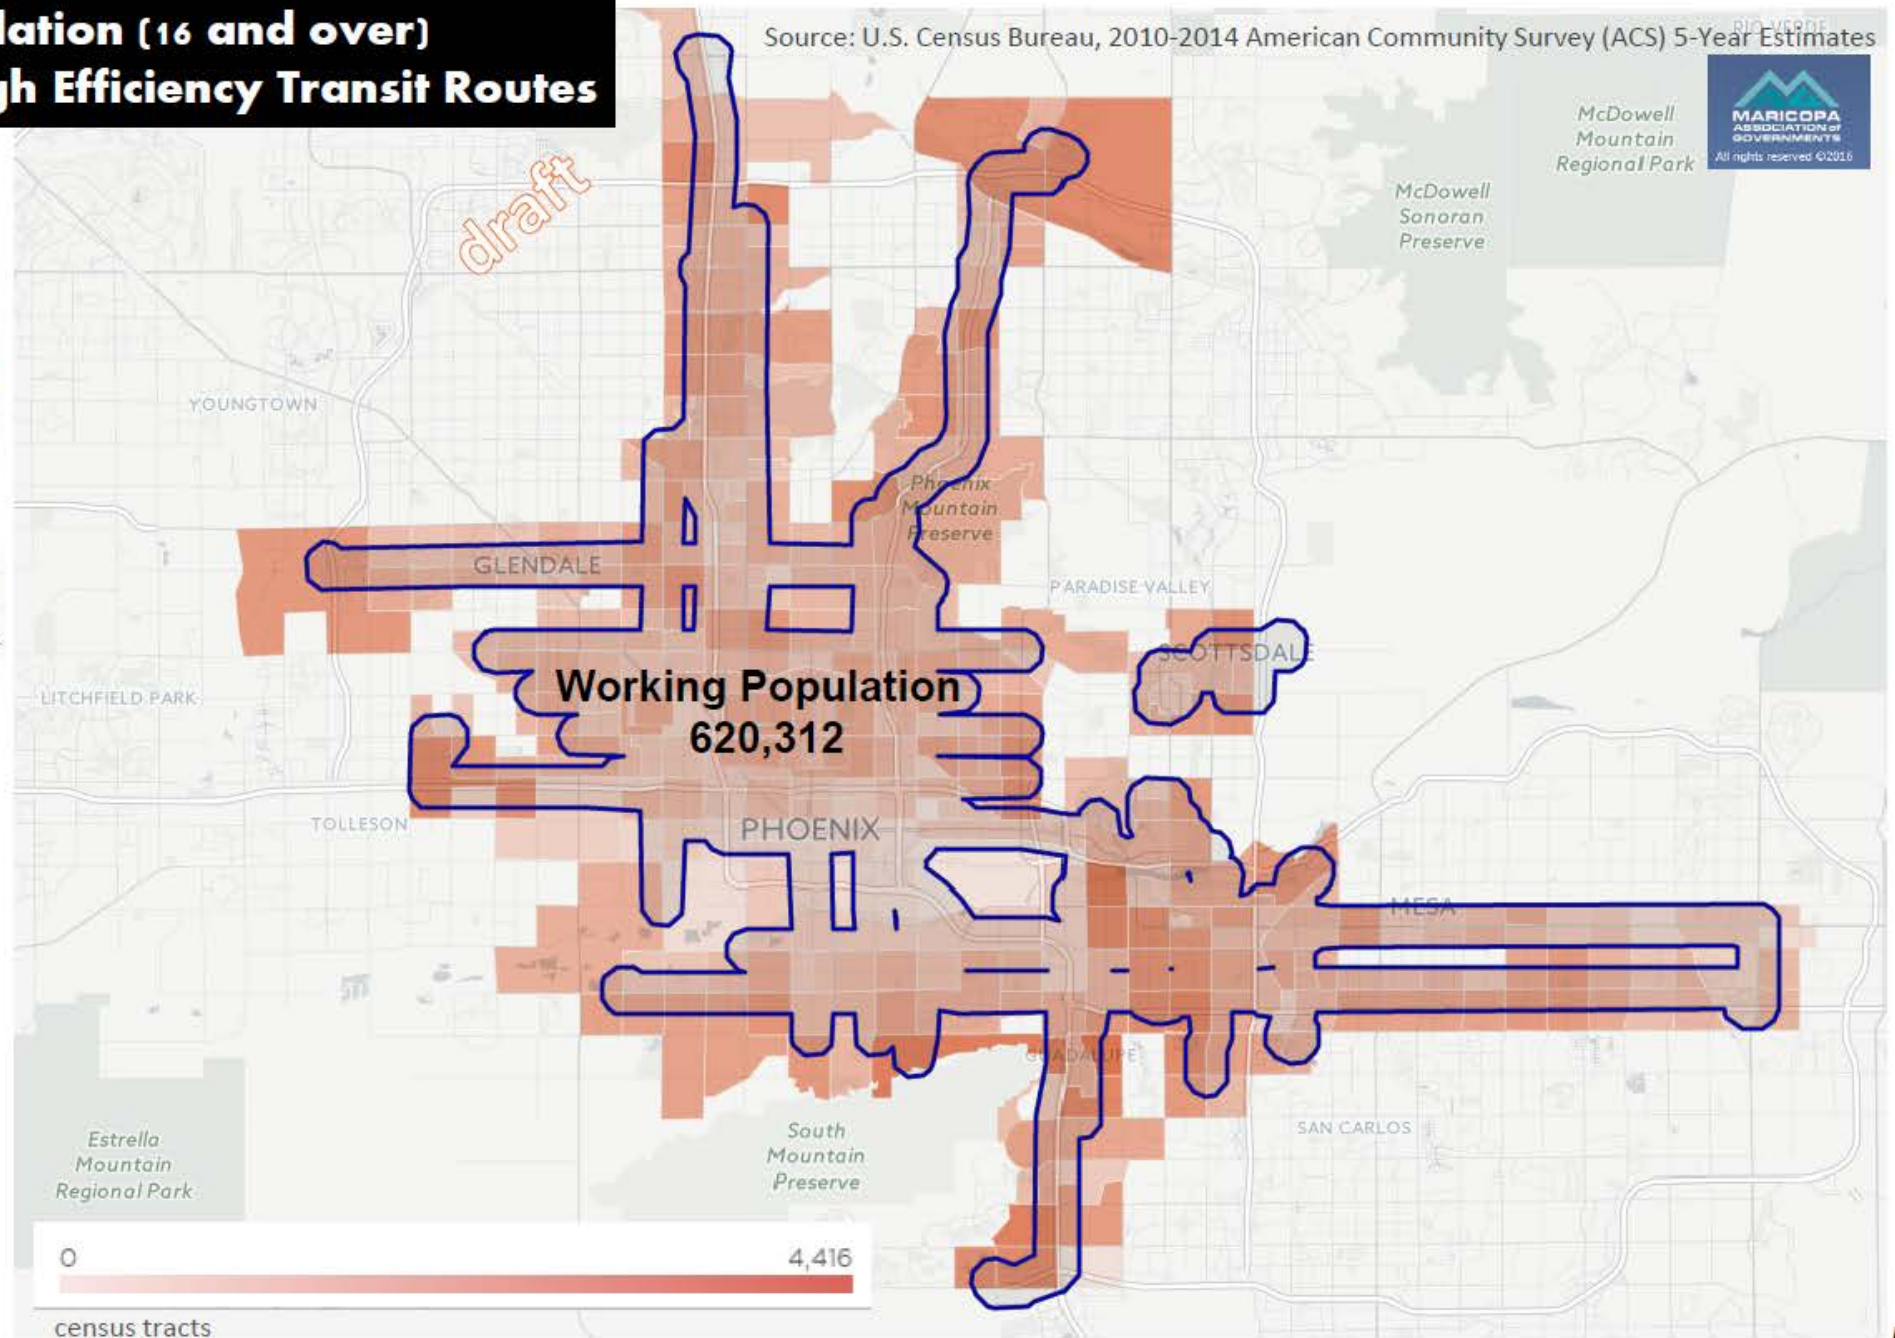 lation (16 and over)
gh Efficiency Transit Routes
Source: U.S. Census Bureau, 2010-2014 American Community Survey (ACS) 5-Year Estimates
RIO VERDE
MARICOPA
ASSOCIATION of
GOVERNMENTS
All rights reserved ©2016
McDowell
Mountain
Regional Park
McDowell
Sonoran
Preserve
draft
YOUNGTOWN
Phoenix
Mountain
Preserve
GLENDALE
PARADISE VALLEY
SCOTTSDALE
LITCHFIELD PARK
Working Population
620,312
TOLLESON
PHOENIX
MESA
GUADALUPE
SAN CARLOS
South
Mountain
Preserve
Estrella
Mountain
Regional Park
0 4,416
census tracts